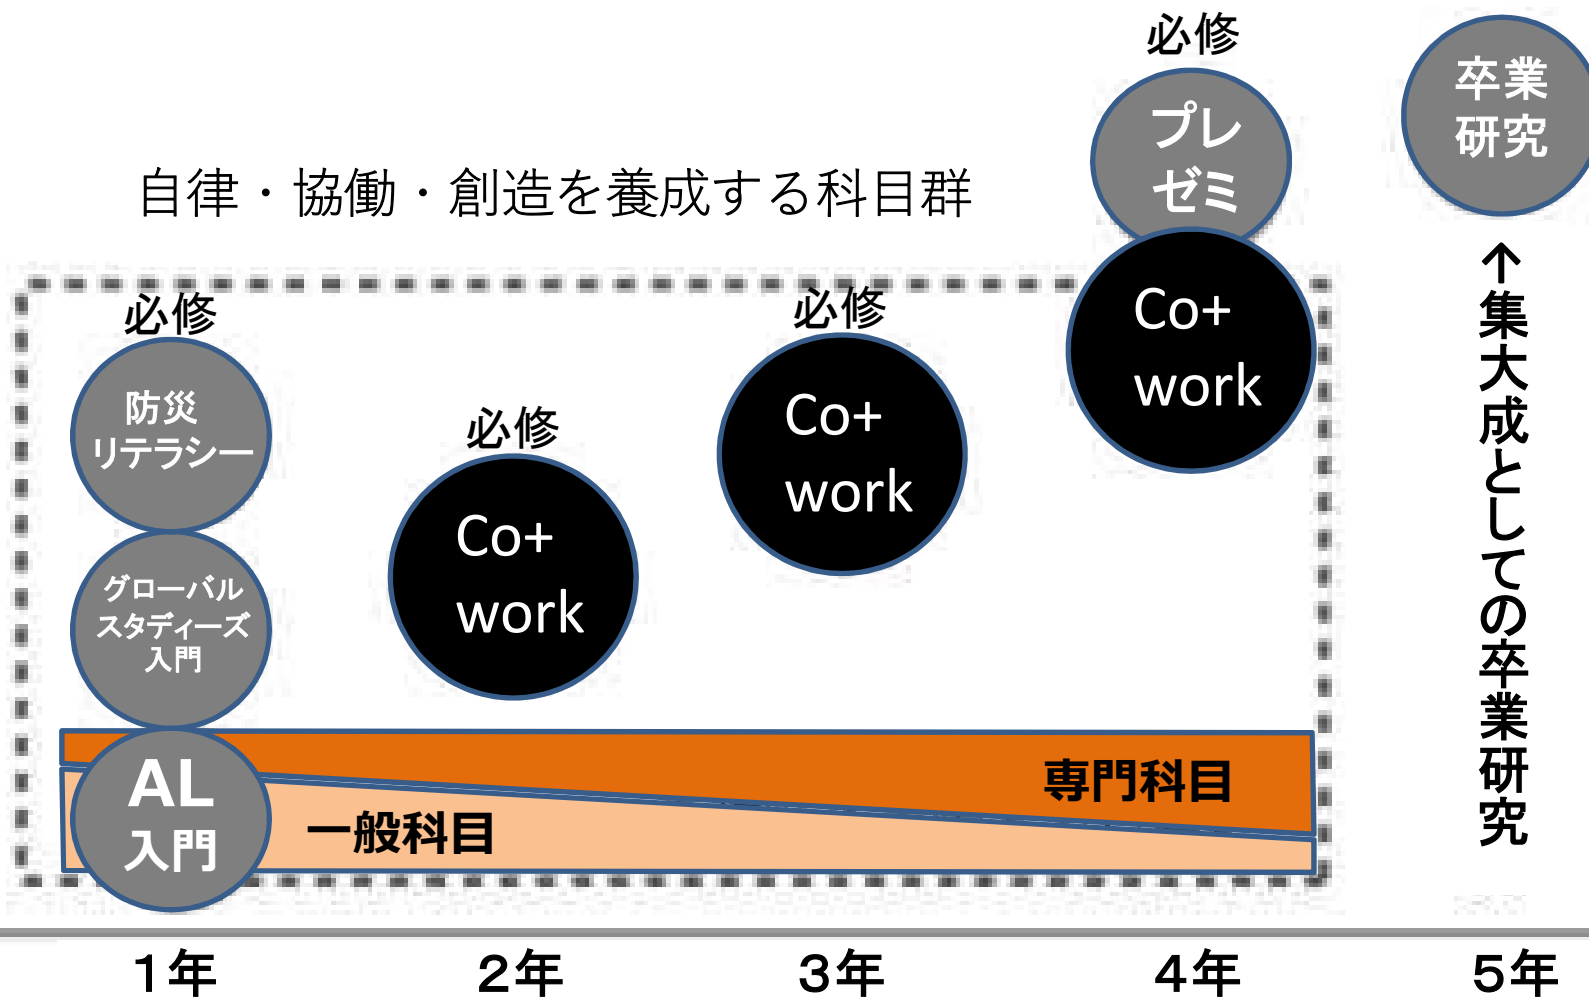 必修
プレ
ゼミ
卒業
研究
自律・協働・創造を養成する科目群
必修
防災
リテラシー
グローバル
スタディーズ
入門
AL
入門
必修
Co+
work
必修
Co+
work
Co+
work
↑集大成としての卒業研究
専門科目
一般科目
1年
2年
3年
4年
5年